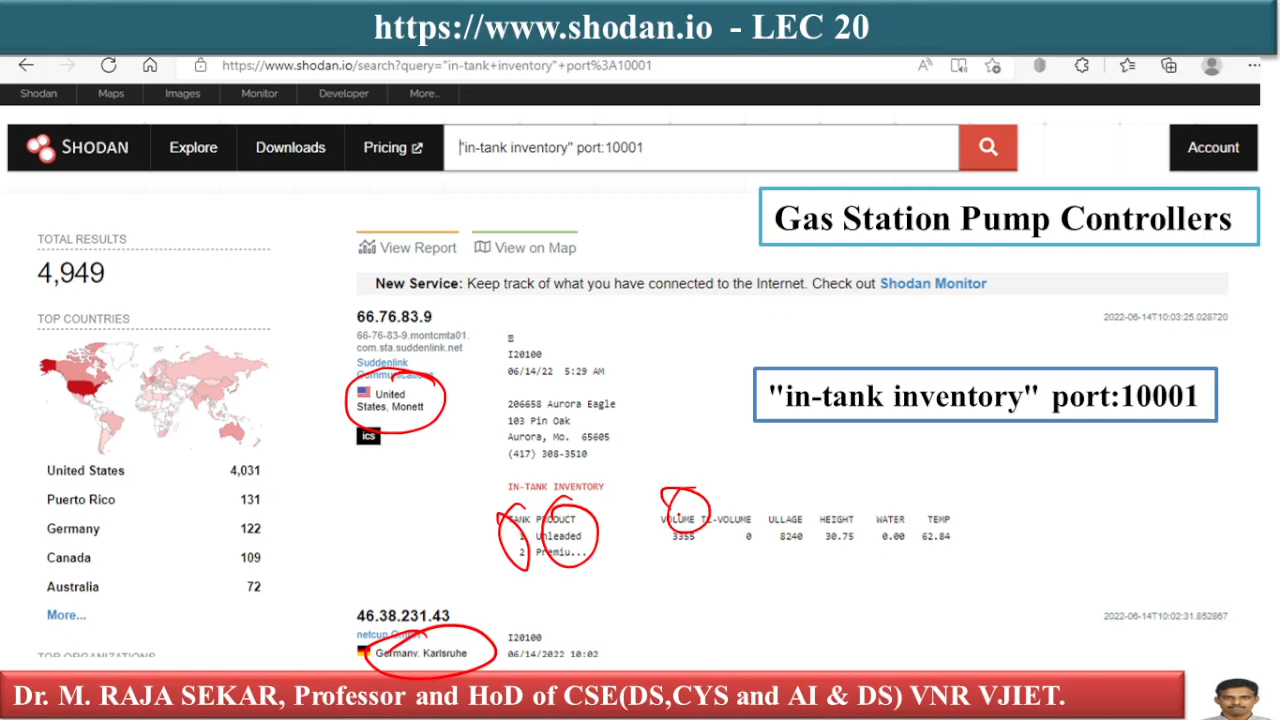 https://www.shodan.io - LEC 20
https://www.shodan.io/search?query="in-tank+inventory"+port%3A10001
Shodan Maps Images Monitor Developer More...
SHODAN Explore Downloads Pricing "in-tank inventory" port:10001 Account
Gas Station Pump Controllers
TOTAL RESULTS
4,949
View Report View on Map
New Service: Keep track of what you have connected to the Internet. Check out Shodan Monitor
TOP COUNTRIES
United States 4,031
Puerto Rico 131
Germany 122
Canada 109
Australia 72
More...
TOP ORGANIZATIONS
66.76.83.9 2022-06-14T10:03:25.028720
66-76-83-9.montcmta01.
com.sta.suddenlink.net
Suddenlink
Communications
United
States, Monett
ics
I20100
06/14/22 5:29 AM
206658 Aurora Eagle
103 Pin Oak
Aurora, Mo. 65605
(417) 308-3510
"in-tank inventory" port:10001
IN-TANK INVENTORY
TANK PRODUCT VOLUME TC-VOLUME ULLAGE HEIGHT WATER TEMP
1 Unleaded 3355 0 8240 30.75 0.00 62.84
2 Premiu...
46.38.231.43 2022-06-14T10:02:31.852867
netcup GmbH
Germany, Karlsruhe
I20100
06/14/2022 10:02
Dr. M. RAJA SEKAR, Professor and HoD of CSE(DS,CYS and AI & DS) VNR VJIET.